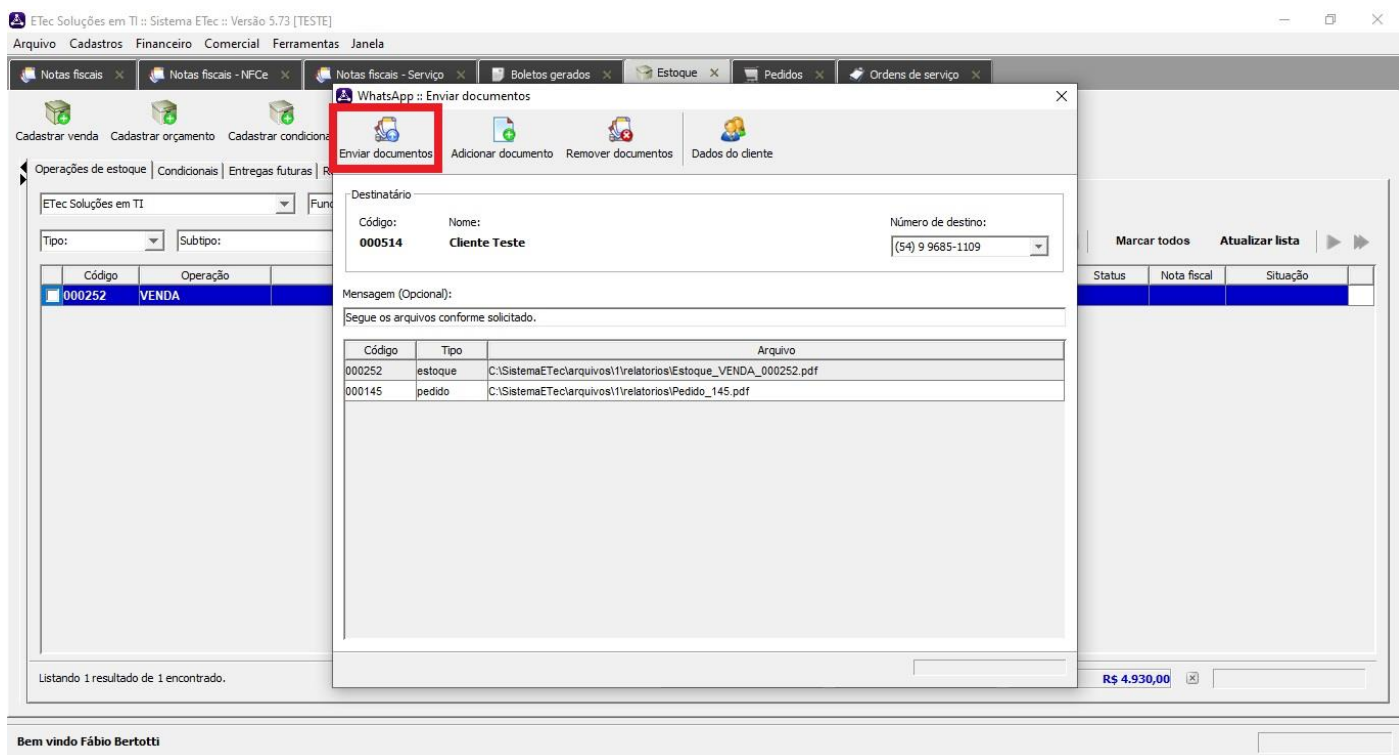 ETec Soluções em TI :: Sistema ETec :: Versão 5.73 [TESTE]
Arquivo Cadastros Financeiro Comercial Ferramentas Janela
Notas fiscais Notas fiscais - NFCe Notas fiscais - Serviço Boletos gerados Estoque Pedidos Ordens de serviço
Cadastrar venda Cadastrar orçamento Cadastrar condiciona
Operações de estoque Condicionais Entregas futuras R
ETec Soluções em TI Fun
Tipo: Subtipo:
Marcar todos Atualizar lista
Código Operação Status Nota fiscal Situação
000252 VENDA
WhatsApp :: Enviar documentos
Enviar documentos Adicionar documento Remover documentos Dados do cliente
Destinatário
Código: Nome: Número de destino:
000514 Cliente Teste (54) 9 9685-1109
Mensagem (Opcional):
Segue os arquivos conforme solicitado.
Código Tipo Arquivo
000252 estoque C:\SistemaETec\arquivos\1\relatorios\Estoque_VENDA_000252.pdf
000145 pedido C:\SistemaETec\arquivos\1\relatorios\Pedido_145.pdf
Listando 1 resultado de 1 encontrado.
R$ 4.930,00
Bem vindo Fábio Bertotti